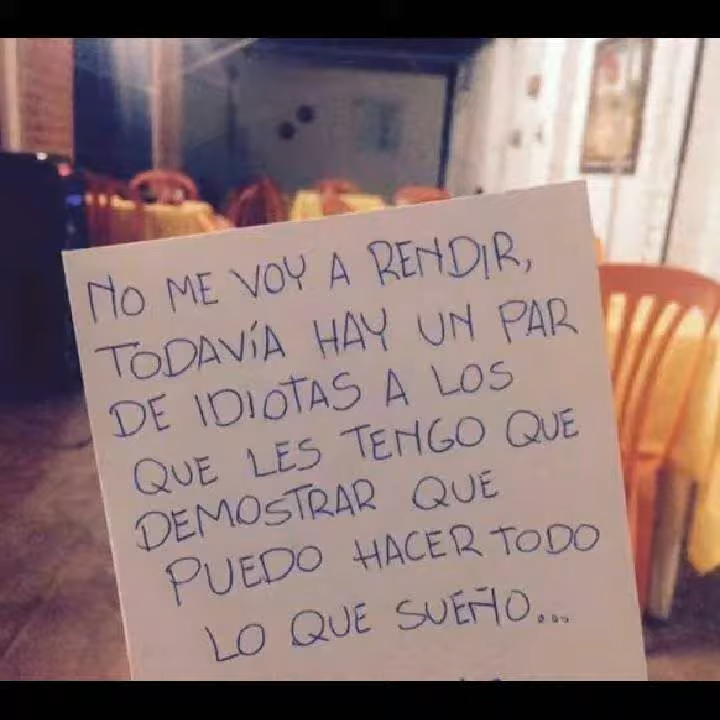 NO ME VOY A RENDIR,
TODAVÍA HAY UN PAR
DE IDIOTAS A LOS
QUE LES TENGO QUE
DEMOSTRAR QUE
PUEDO HACER TODO
LO QUE SUEÑO...